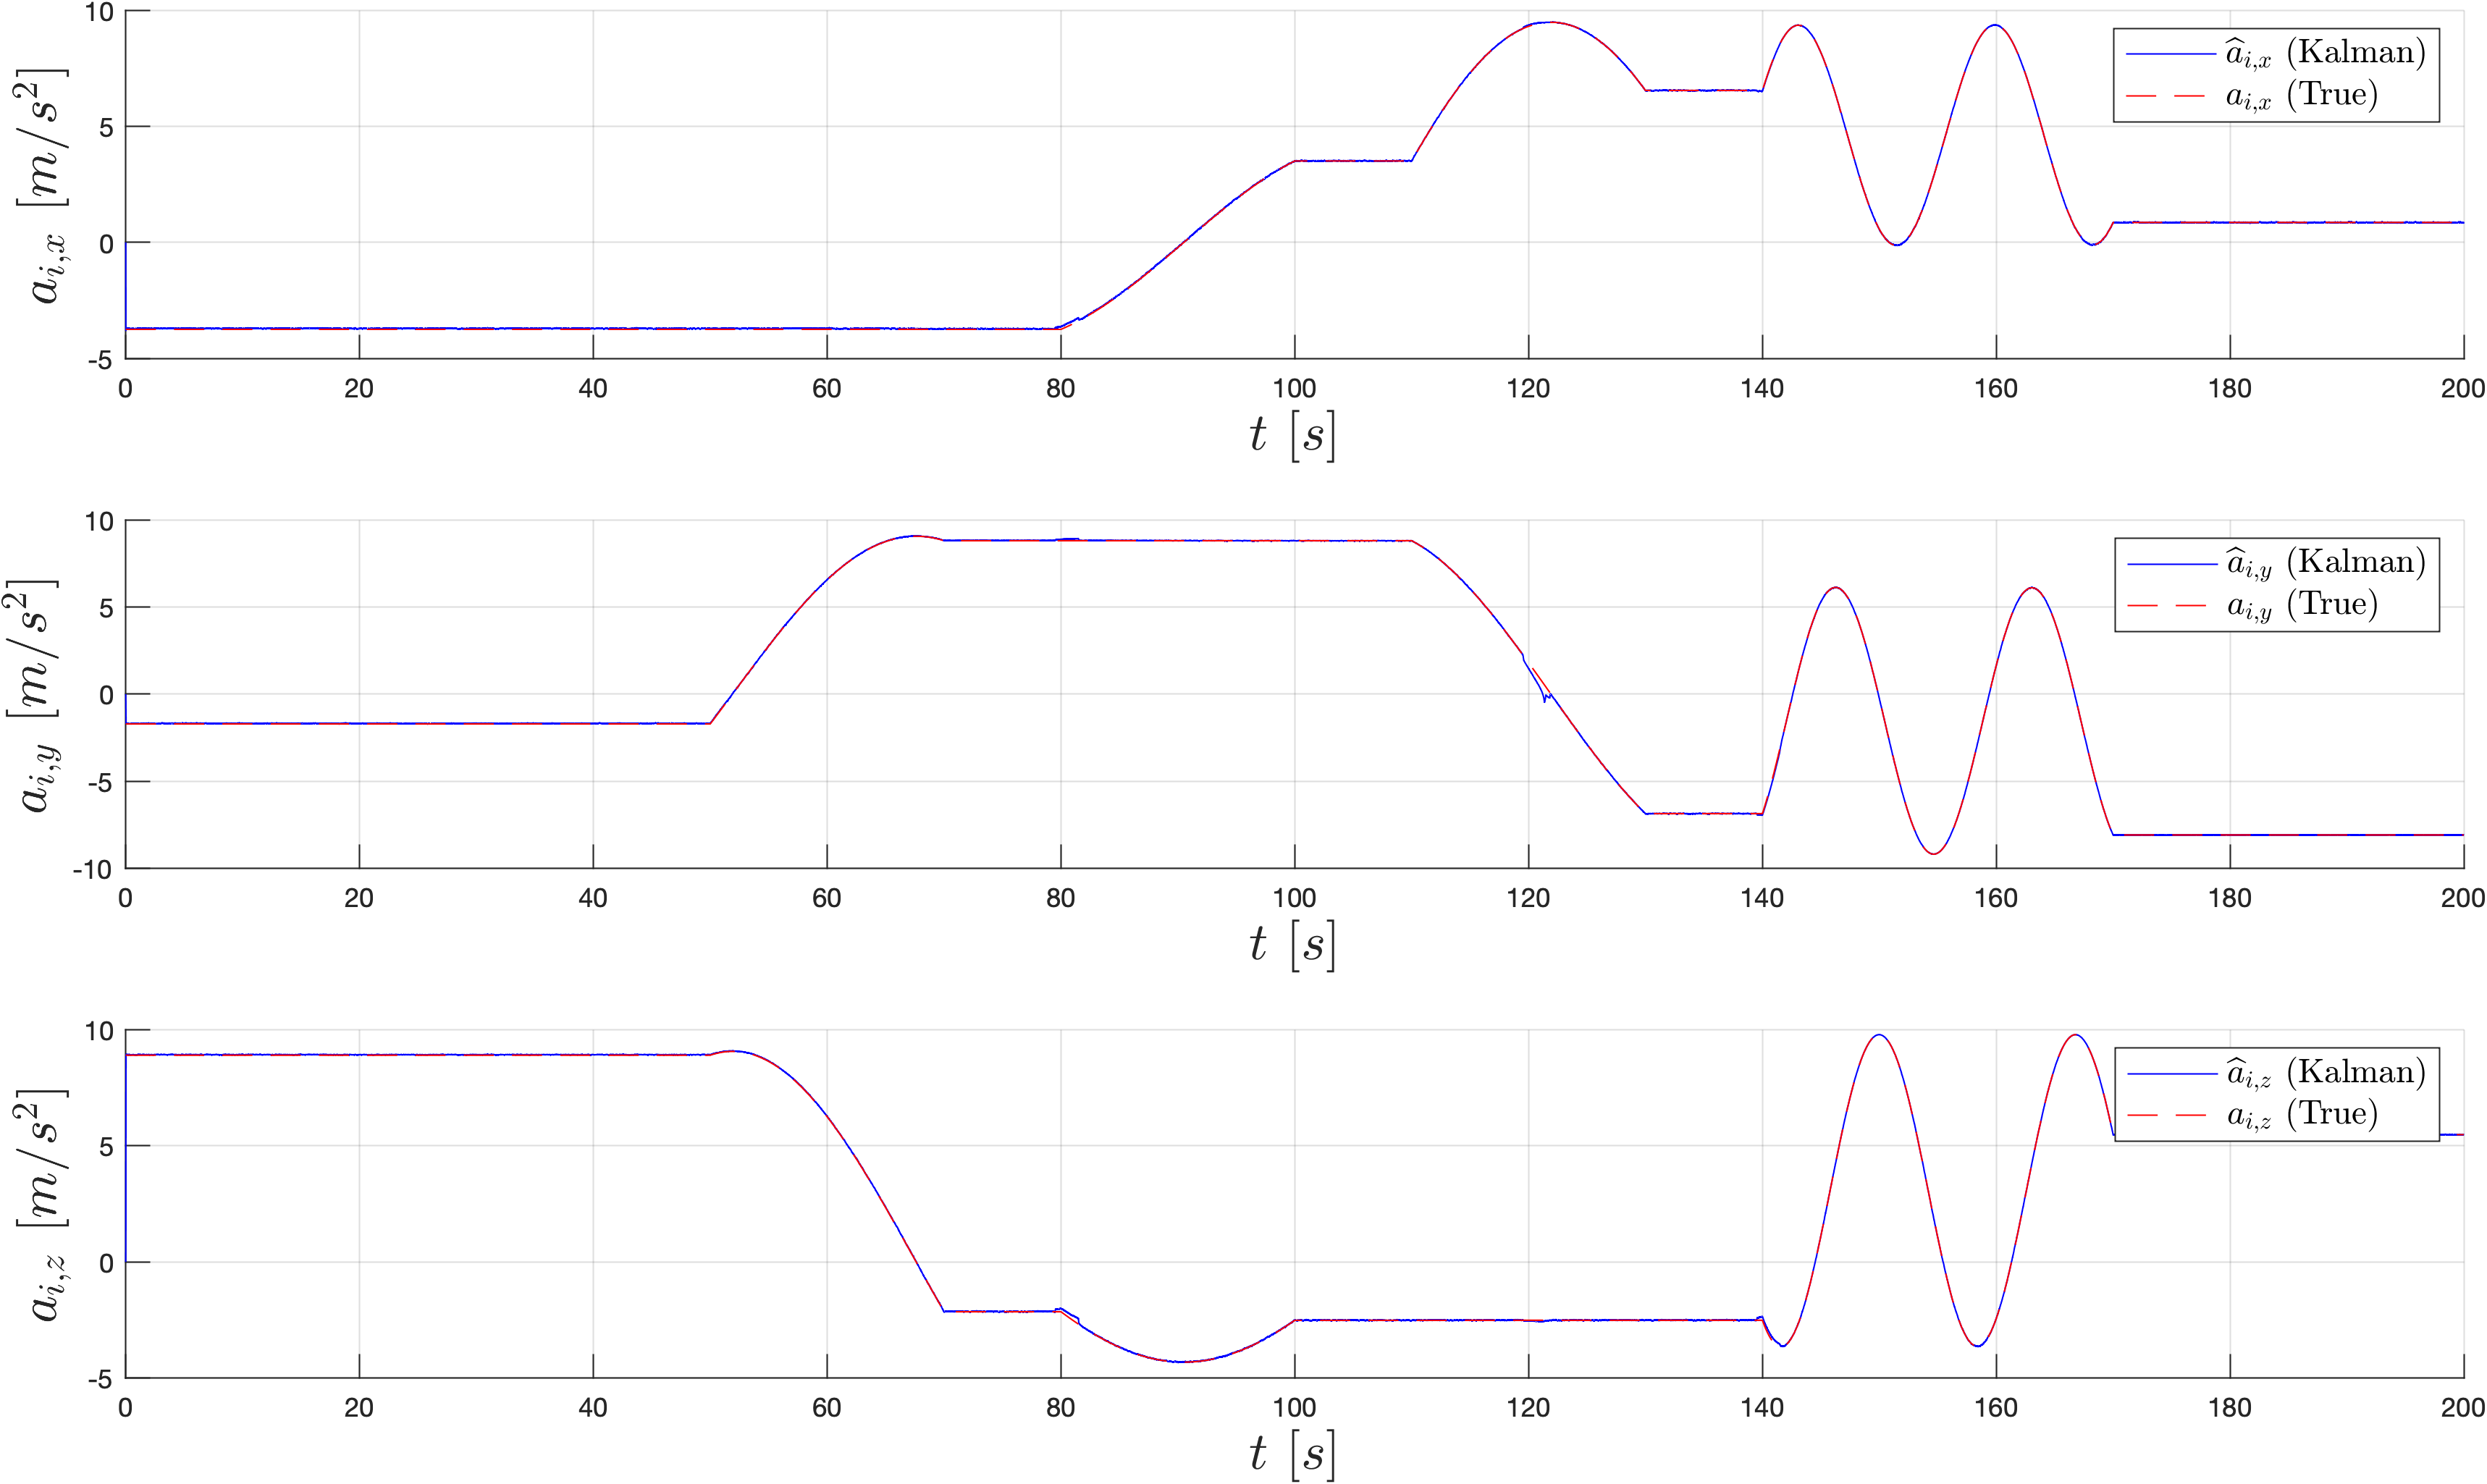 10
5
0
-5
a_{i,x} [m/s^2]
\hat{a}_{i,x} (Kalman)
a_{i,x} (True)
0 20 40 60 80 100 120 140 160 180 200
t [s]
10
5
0
-5
-10
a_{i,y} [m/s^2]
\hat{a}_{i,y} (Kalman)
a_{i,y} (True)
0 20 40 60 80 100 120 140 160 180 200
t [s]
10
5
0
-5
a_{i,z} [m/s^2]
\hat{a}_{i,z} (Kalman)
a_{i,z} (True)
0 20 40 60 80 100 120 140 160 180 200
t [s]